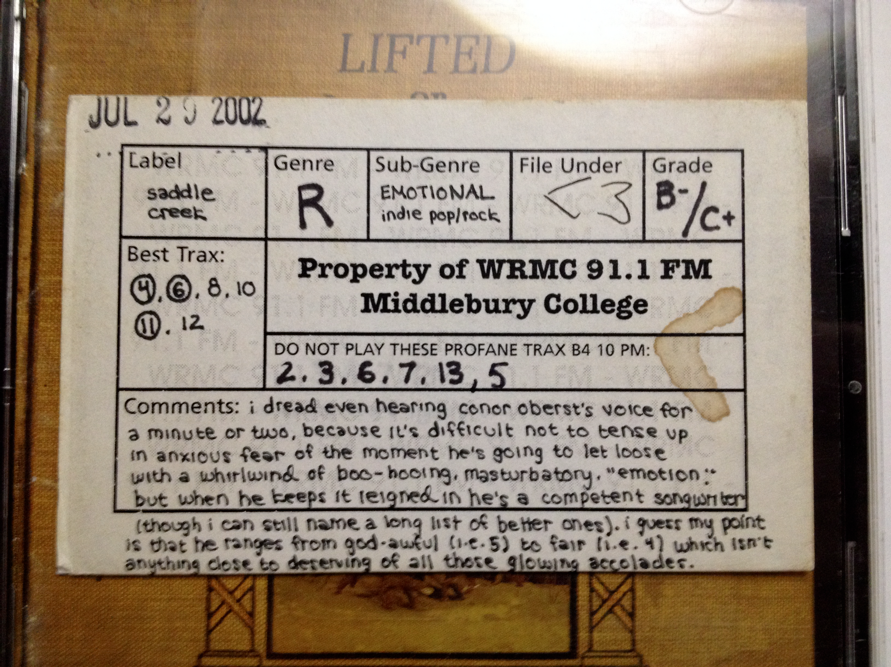 LIFTED
OR
JUL 29 2002
Label
saddle
creek
Genre
R
Sub-Genre
EMOTIONAL
indie pop/rock
File Under
<3
Grade
B-/C+
Best Trax:
4, 6, 8, 10
11, 12
Property of WRMC 91.1 FM
Middlebury College
DO NOT PLAY THESE PROFANE TRAX B4 10 PM:
2, 3, 6, 7, 13, 5
Comments: i dread even hearing conor oberst's voice for
a minute or two, because it's difficult not to tense up
in anxious fear of the moment he's going to let loose
with a whirlwind of boo-hooing, masturbatory, "emotion."
but when he keeps it reigned in he's a competent songwriter
(though i can still name a long list of better ones). i guess my point
is that he ranges from god-awful (i.e. 5) to fair (i.e. 4) which isn't
anything close to deserving of all those glowing accolades.